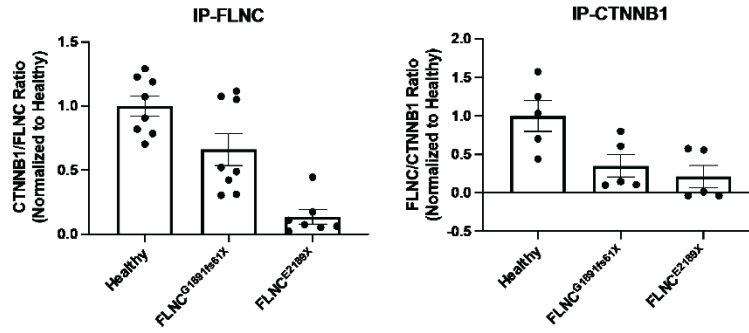 IP-FLNC
CTNNB1/FLNC Ratio
(Normalized to Healthy)
1.5
1.0
0.5
0.0
Healthy
FLNCG1891fs61X
FLNCE2189X
IP-CTNNB1
FLNC/CTNNB1 Ratio
(Normalized to Healthy)
2.0
1.5
1.0
0.5
0.0
-0.5
Healthy
FLNCG1891fs61X
FLNCE2189X